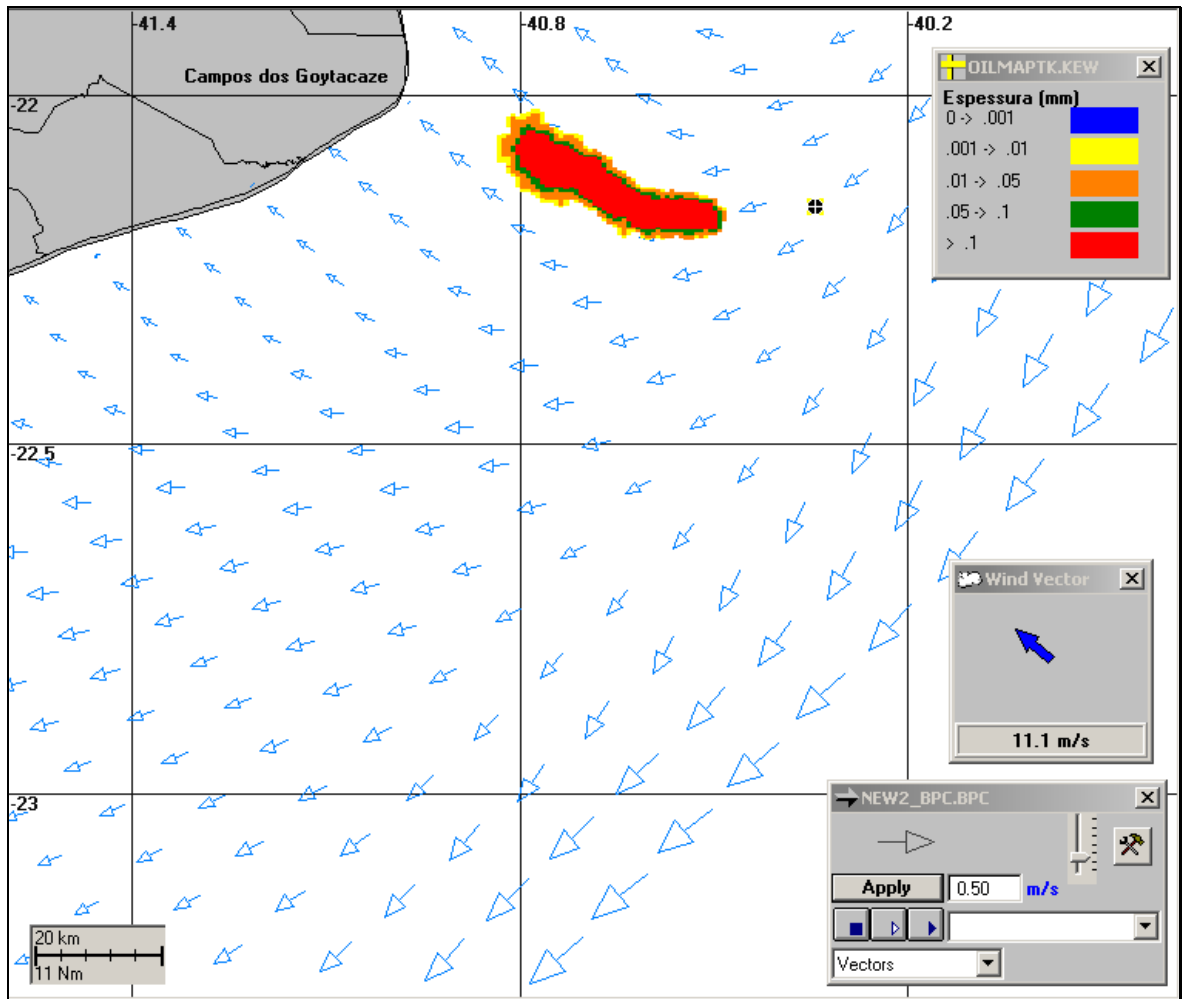 -41.4
-40.8
-40.2
Campos dos Goytacaze
-22
-22.5
-23
OILMAPTK.KEW
Espessura (mm)
0 -> .001
.001 -> .01
.01 -> .05
.05 -> .1
> .1
Wind Vector
11.1 m/s
NEW2_BPC.BPC
Apply
0.50
m/s
Vectors
20 km
11 Nm